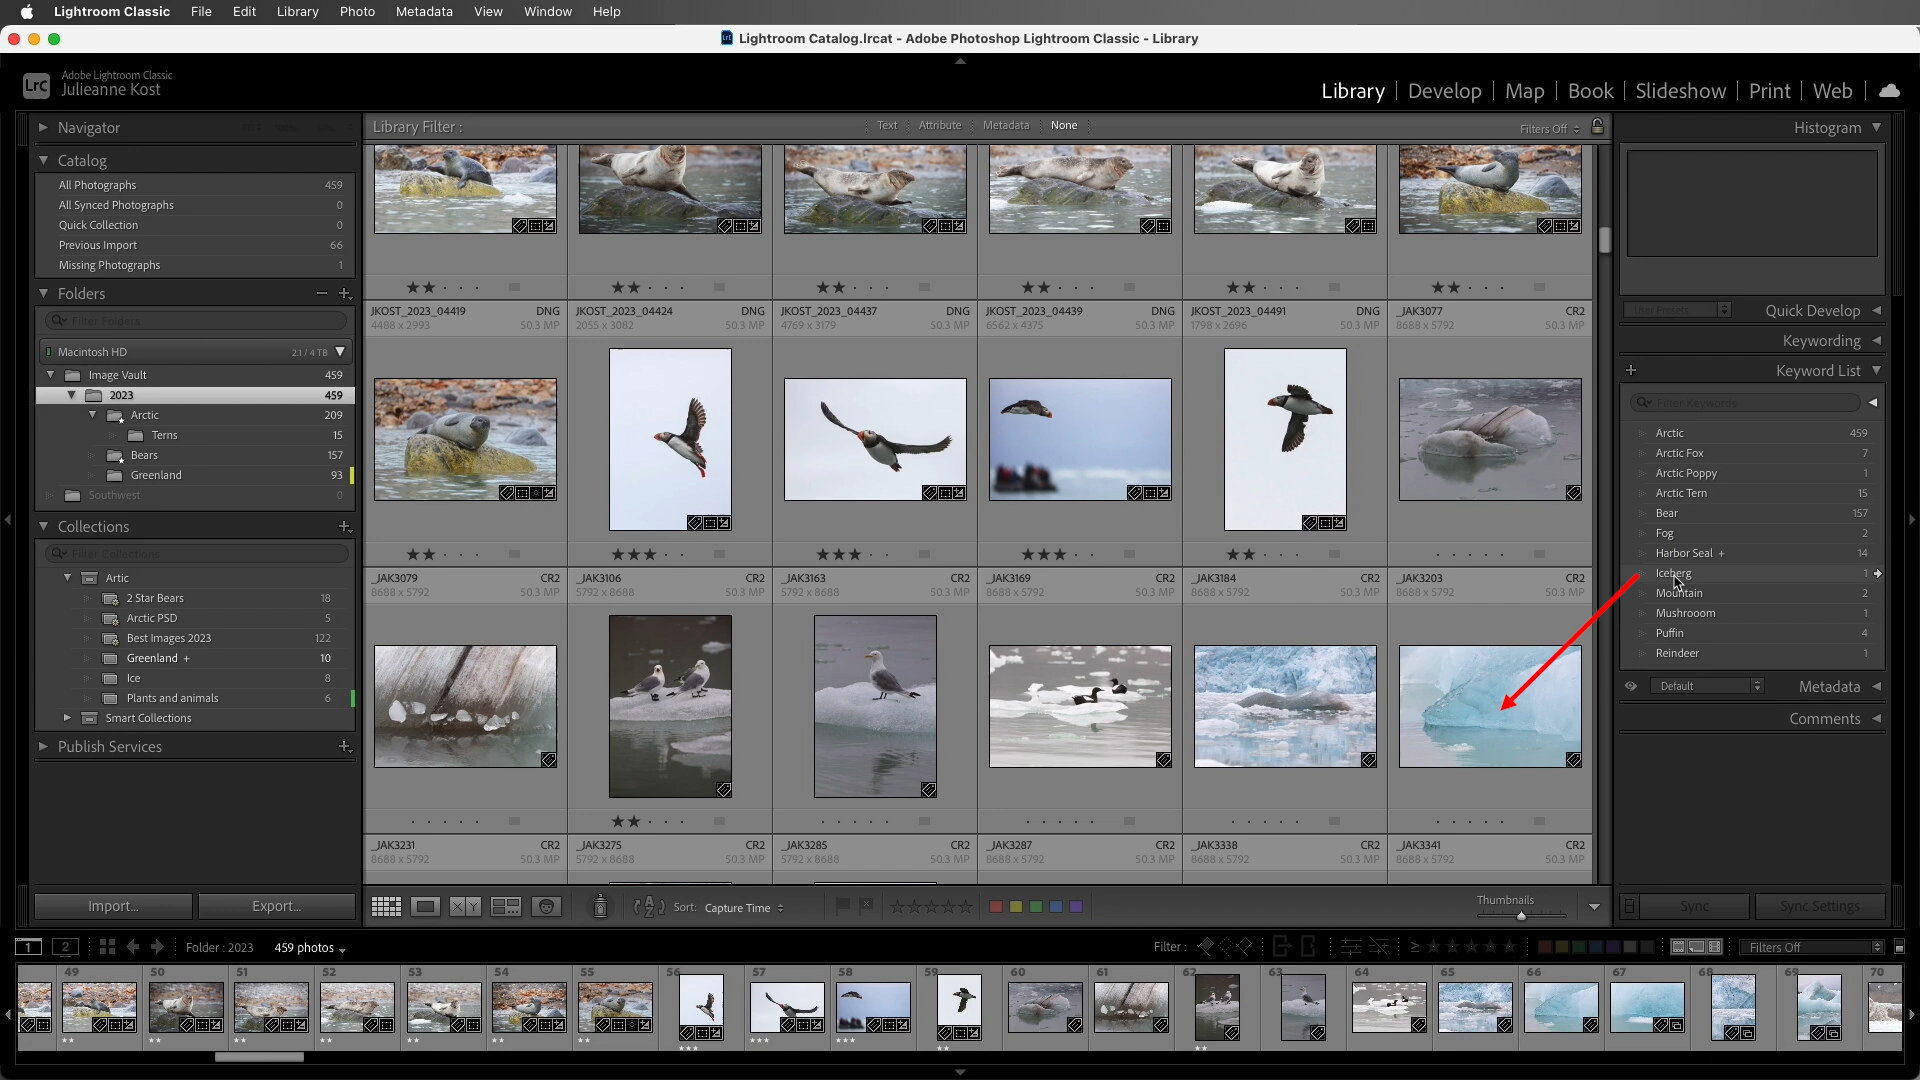 Lightroom Classic File Edit Library Photo Metadata View Window Help
Lightroom Catalog.lrcat - Adobe Photoshop Lightroom Classic - Library
LrC
Adobe Lightroom Classic
Julieanne Kost
Library Develop Map Book Slideshow Print Web
Navigator
Catalog
All Photographs 459
All Synced Photographs 0
Quick Collection 0
Previous Import 66
Missing Photographs 1
Folders
Filter Folders
Macintosh HD 2.1 / 4 TB
Image Vault 459
2023 459
Arctic 209
Terns 15
Bears 157
Greenland 93
Southwest 0
Collections
Filter Collections
Artic
2 Star Bears 18
Arctic PSD 5
Best Images 2023 122
Greenland + 10
Ice 8
Plants and animals 6
Smart Collections
Publish Services
Import... Export...
Library Filter : Text Attribute Metadata None Filters Off
JKOST_2023_04419 DNG JKOST_2023_04424 DNG JKOST_2023_04437 DNG JKOST_2023_04439 DNG JKOST_2023_04491 DNG _JAK3077 CR2
4488 x 2993 50.3 MP 2055 x 3082 50.3 MP 4769 x 3179 50.3 MP 6562 x 4375 50.3 MP 1798 x 2696 50.3 MP 8688 x 5792 50.3 MP
_JAK3079 CR2 _JAK3106 CR2 _JAK3163 CR2 _JAK3169 CR2 _JAK3184 CR2 _JAK3203 CR2
8688 x 5792 50.3 MP 5792 x 8688 50.3 MP 8688 x 5792 50.3 MP 8688 x 5792 50.3 MP 5792 x 8688 50.3 MP 8688 x 5792 50.3 MP
_JAK3231 CR2 _JAK3275 CR2 _JAK3285 CR2 _JAK3287 CR2 _JAK3338 CR2 _JAK3341 CR2
8688 x 5792 50.3 MP 5792 x 8688 50.3 MP 5792 x 8688 50.3 MP 8688 x 5792 50.3 MP 8688 x 5792 50.3 MP 8688 x 5792 50.3 MP
XY Sort: Capture Time Thumbnails
Histogram
Quick Develop
Keywording
Keyword List
Filter Keywords
Arctic 459
Arctic Fox 7
Arctic Poppy 1
Arctic Tern 15
Bear 157
Fog 2
Harbor Seal + 14
Iceberg 1
Mountain 2
Mushrooom 1
Puffin 4
Reindeer 1
Default Metadata
Comments
Sync Sync Settings
1 2 Folder : 2023 459 photos Filter : ≥ Filters Off
49 50 51 52 53 54 55 56 57 58 59 60 61 62 63 64 65 66 67 68 69 70